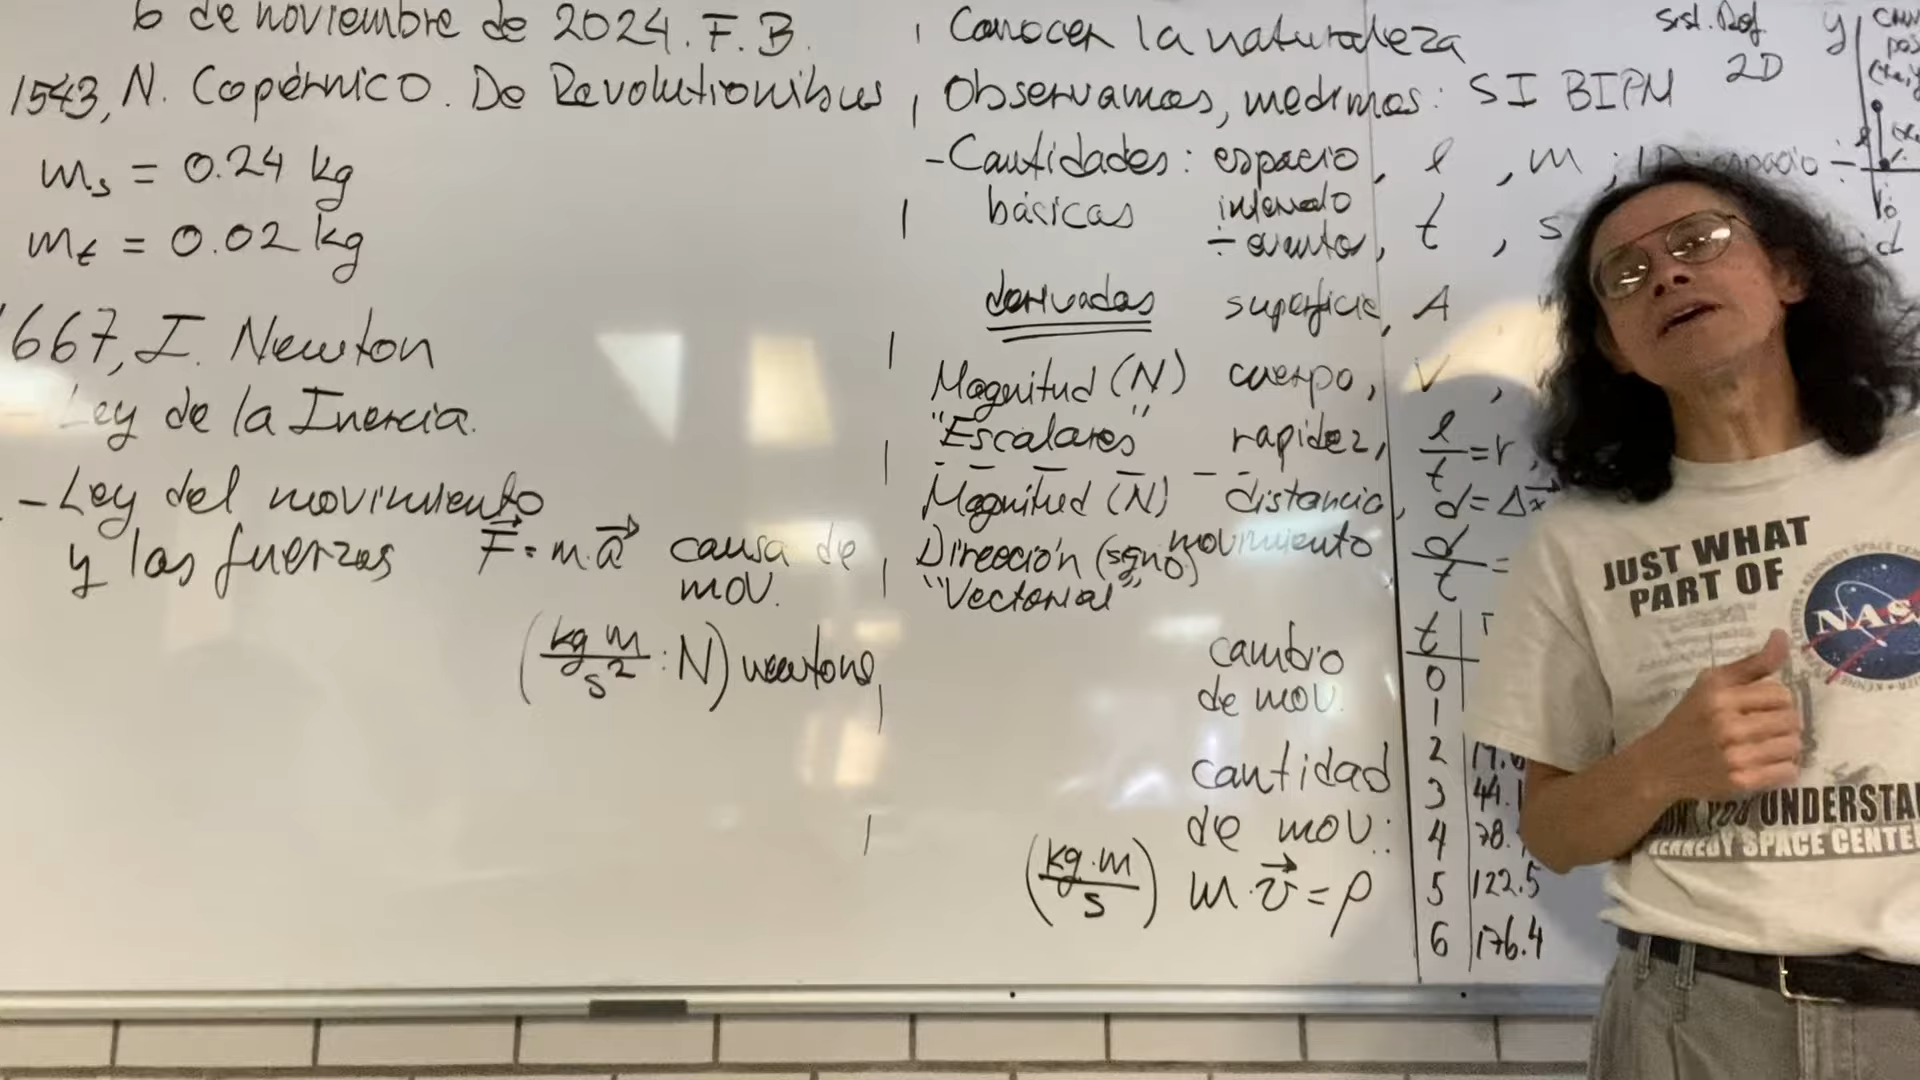 6 de noviembre de 2024. F.B.
1543, N. Copérnico. De Revolutionibus
ms = 0.24 kg
mt = 0.02 kg
667, I. Newton
Ley de la Inercia.
- Ley del movimiento
y las fuerzas F = m.a causa de
mov.
(kg m / s² : N) newtons
Conocer la naturaleza
Observamos, medimos: SI BIPM
- Cantidades: espacio, l, m;
básicas intervalo
÷ eventos, t, s
derivadas superficie, A
Magnitud (N) cuerpo, V,
"Escalares" rapidez, l/t = r,
Magnitud (N) distancia, d = Δx
Dirección (sgno) movimiento d/t =
"Vectorial"
cambio
de mov.
cantidad
de mov.:
(kg.m / s) m.v = p
t
0
1
2
3 44.1
4 78.
5 122.5
6 176.4
Sist. Ref.
2D
y
d
JUST WHAT
PART OF
NASA
UNDERSTA
KENNEDY SPACE CENTE